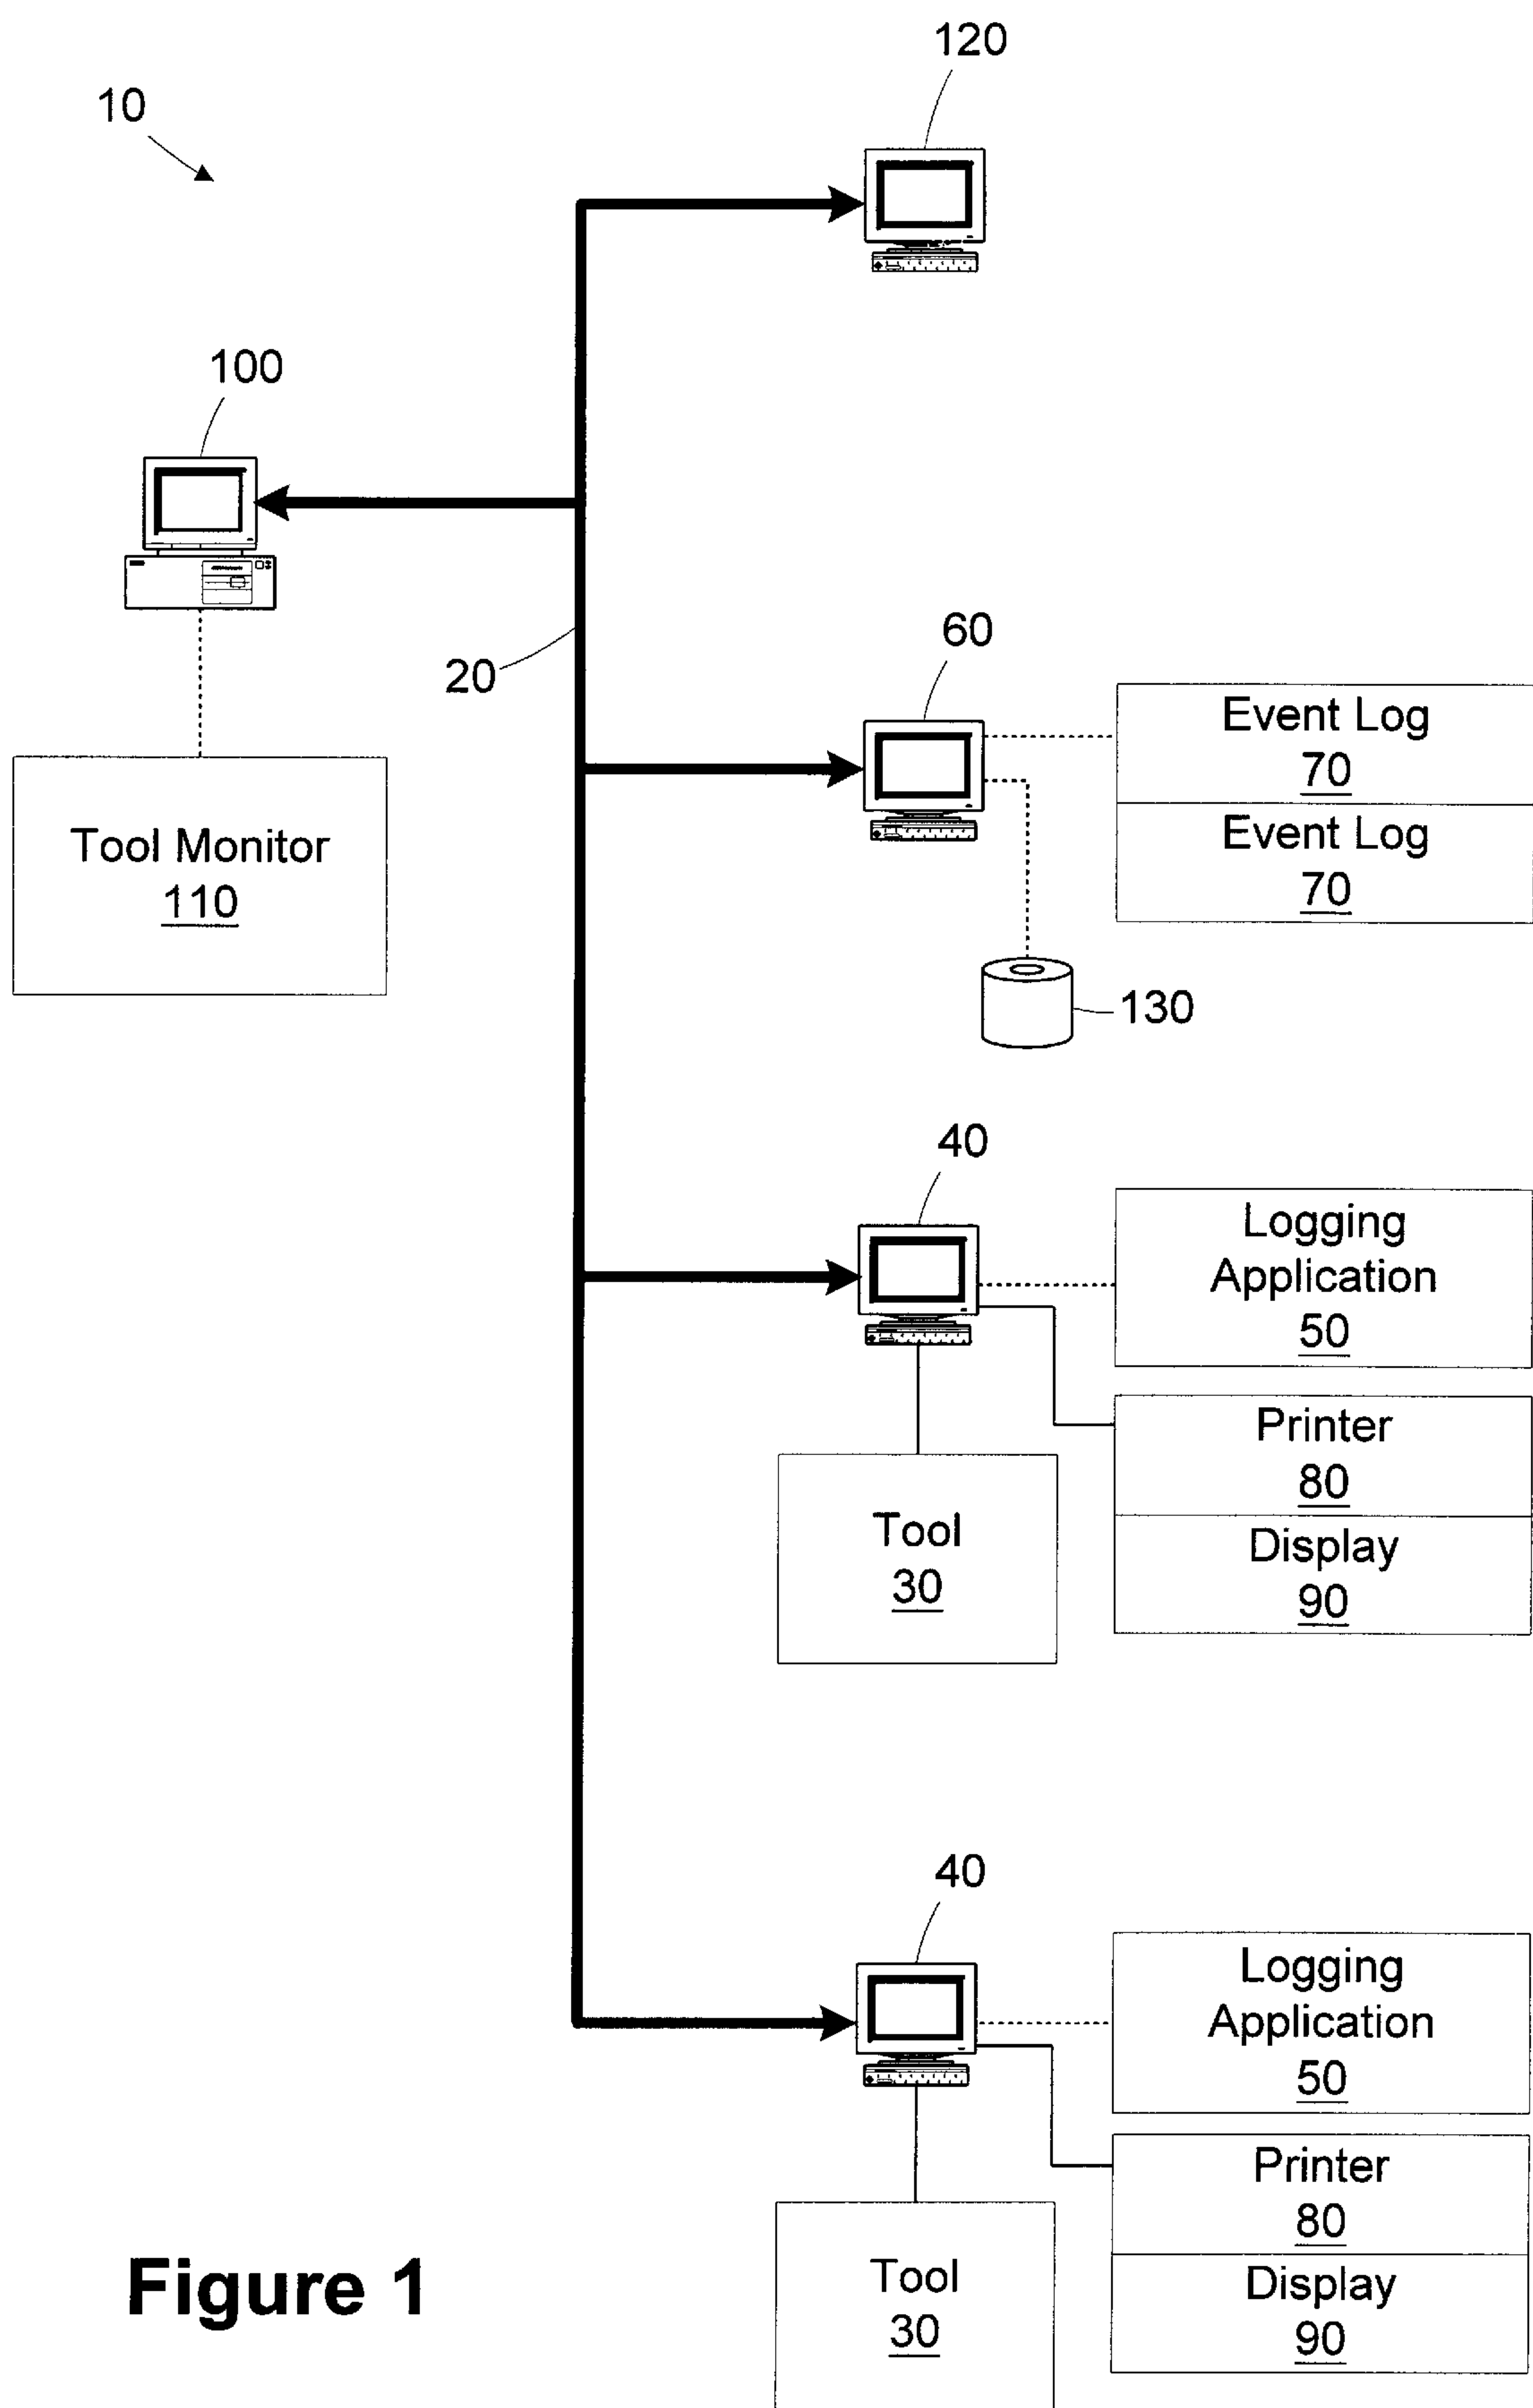 120
10
100
60
20
Event Log
70
Event Log
70
Tool Monitor
110
130
40
Logging
Application
50
Printer
80
Display
90
Tool
30
40
Logging
Application
50
Printer
80
Display
90
Tool
30
Figure 1